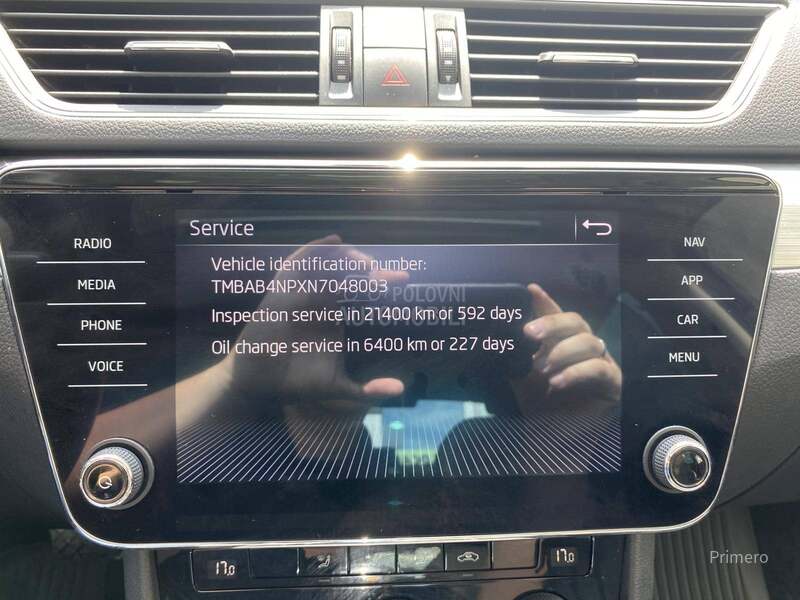 Service
RADIO
MEDIA
PHONE
VOICE
Vehicle identification number:
TMBAB4NPXN7048003
POLOVNI
AUTOMOBILI
Inspection service in 21400 km or 592 days
Oil change service in 6400 km or 227 days
NAV
APP
CAR
MENU
17.0
17.0
Primero